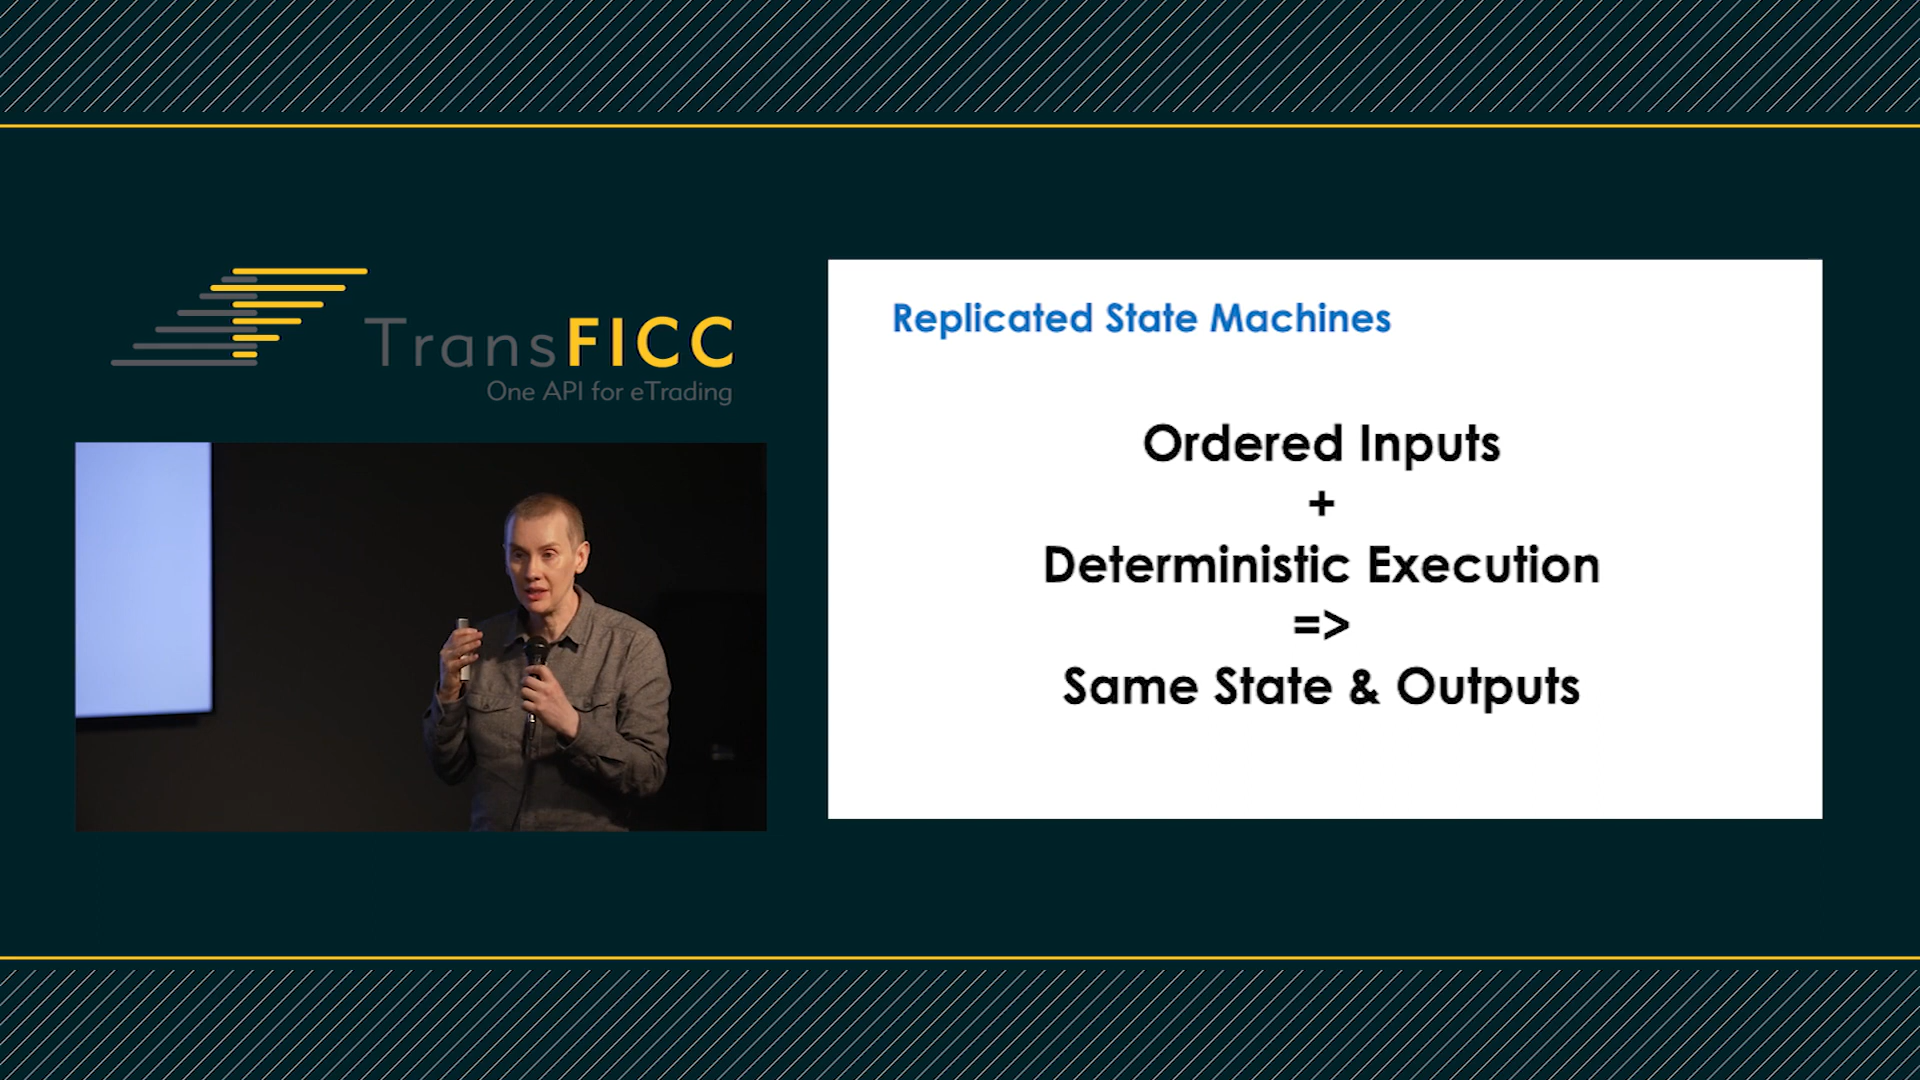 TransFICC
One API for eTrading
Replicated State Machines
Ordered Inputs
+
Deterministic Execution
=>
Same State & Outputs